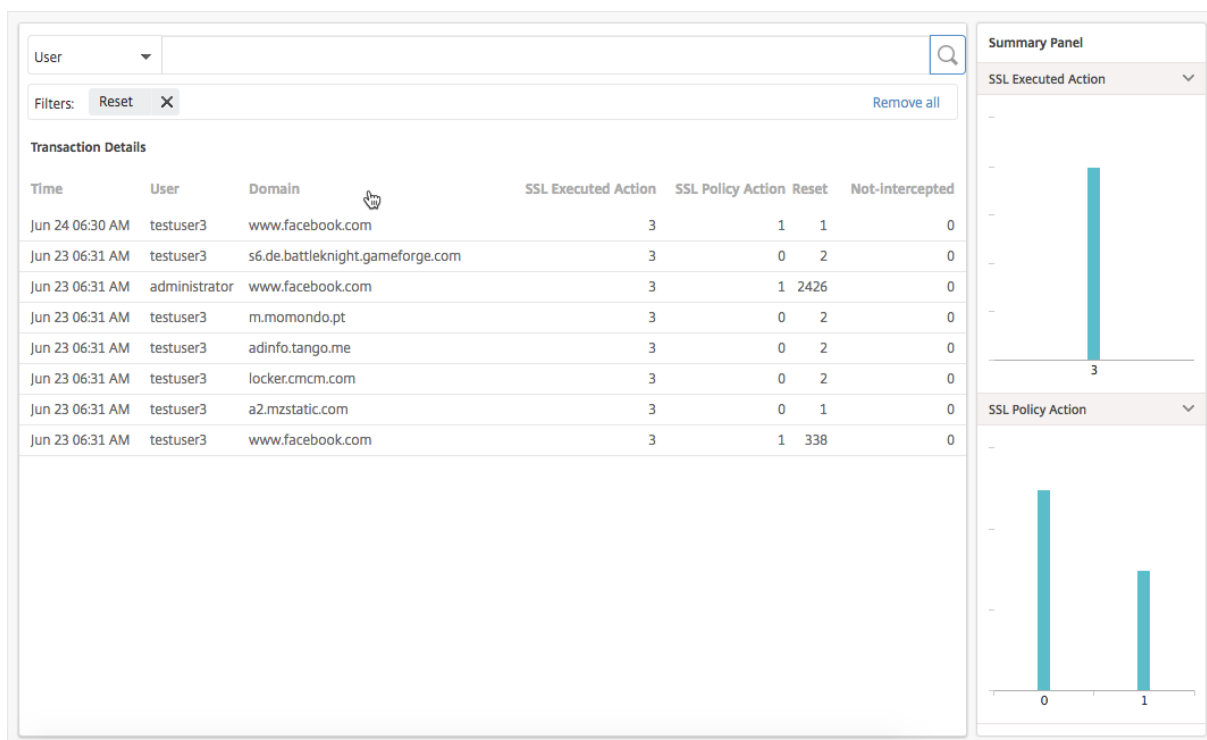 User
Filters: Reset Remove all
Transaction Details
Time User Domain SSL Executed Action SSL Policy Action Reset Not-intercepted
Jun 24 06:30 AM testuser3 www.facebook.com 3 1 1 0
Jun 23 06:31 AM testuser3 s6.de.battleknight.gameforge.com 3 0 2 0
Jun 23 06:31 AM administrator www.facebook.com 3 1 2426 0
Jun 23 06:31 AM testuser3 m.momondo.pt 3 0 2 0
Jun 23 06:31 AM testuser3 adinfo.tango.me 3 0 2 0
Jun 23 06:31 AM testuser3 locker.cmcm.com 3 0 2 0
Jun 23 06:31 AM testuser3 a2.mzstatic.com 3 0 1 0
Jun 23 06:31 AM testuser3 www.facebook.com 3 1 338 0
Summary Panel
SSL Executed Action
3
SSL Policy Action
0 1